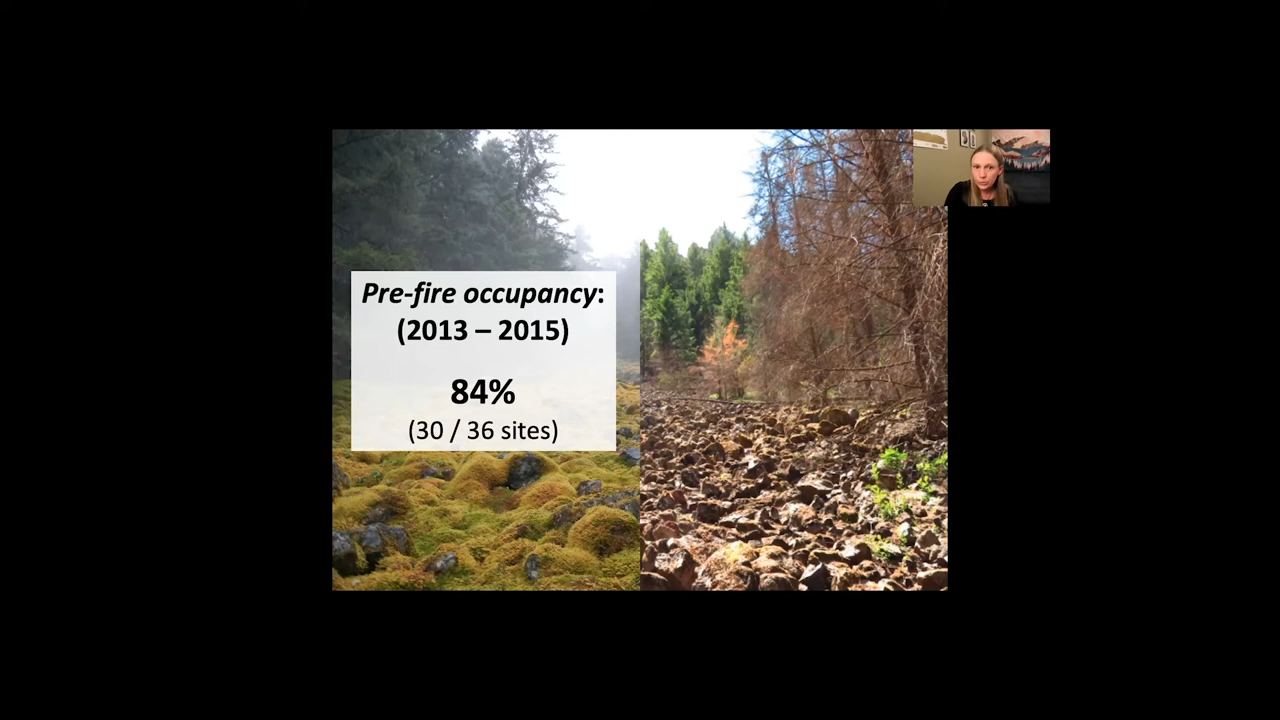 Pre-fire occupancy:
(2013 – 2015)
84%
(30 / 36 sites)